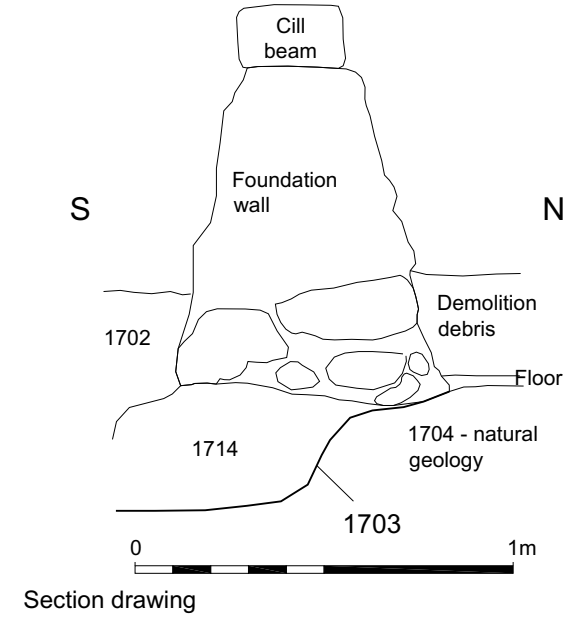 Cill
beam
Foundation
wall
S
N
Demolition
debris
1702
Floor
1714
1704 - natural
geology
1703
0
1m
Section drawing